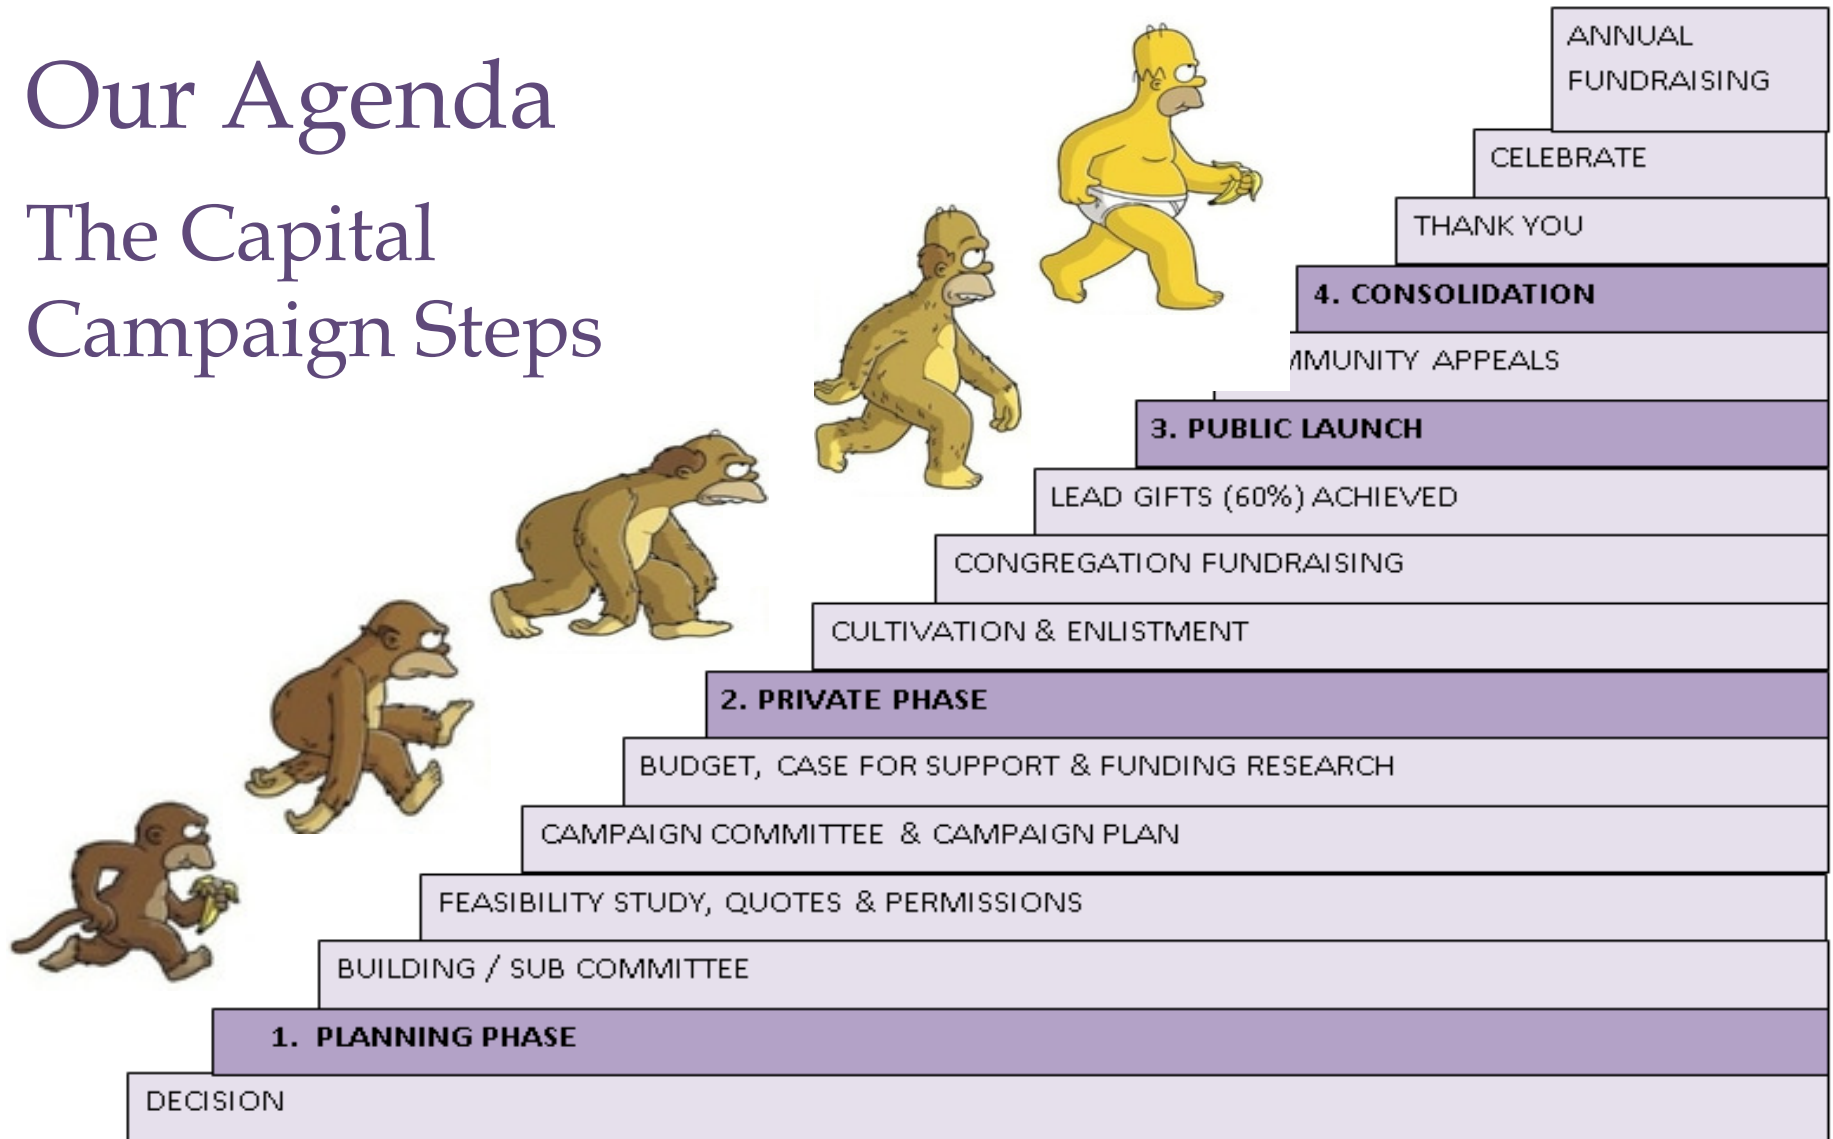 Our Agenda
The Capital
Campaign Steps
ANNUAL
FUNDRAISING
CELEBRATE
THANK YOU
4. CONSOLIDATION
APPEALS
3. PUBLIC LAUNCH
LEAD GIFTS (60%) ACHIEVED
CONGREGATION FUNDRAISING
CULTIVATION & ENLISTMENT
2. PRIVATE PHASE
BUDGET, CASE FOR SUPPORT & FUNDING RESEARCH
CAMPAIGN COMMITTEE & CAMPAIGN PLAN
FEASIBILITY STUDY, QUOTES & PERMISSIONS
BUILDING / SUB COMMITTEE
1. PLANNING PHASE
DECISION